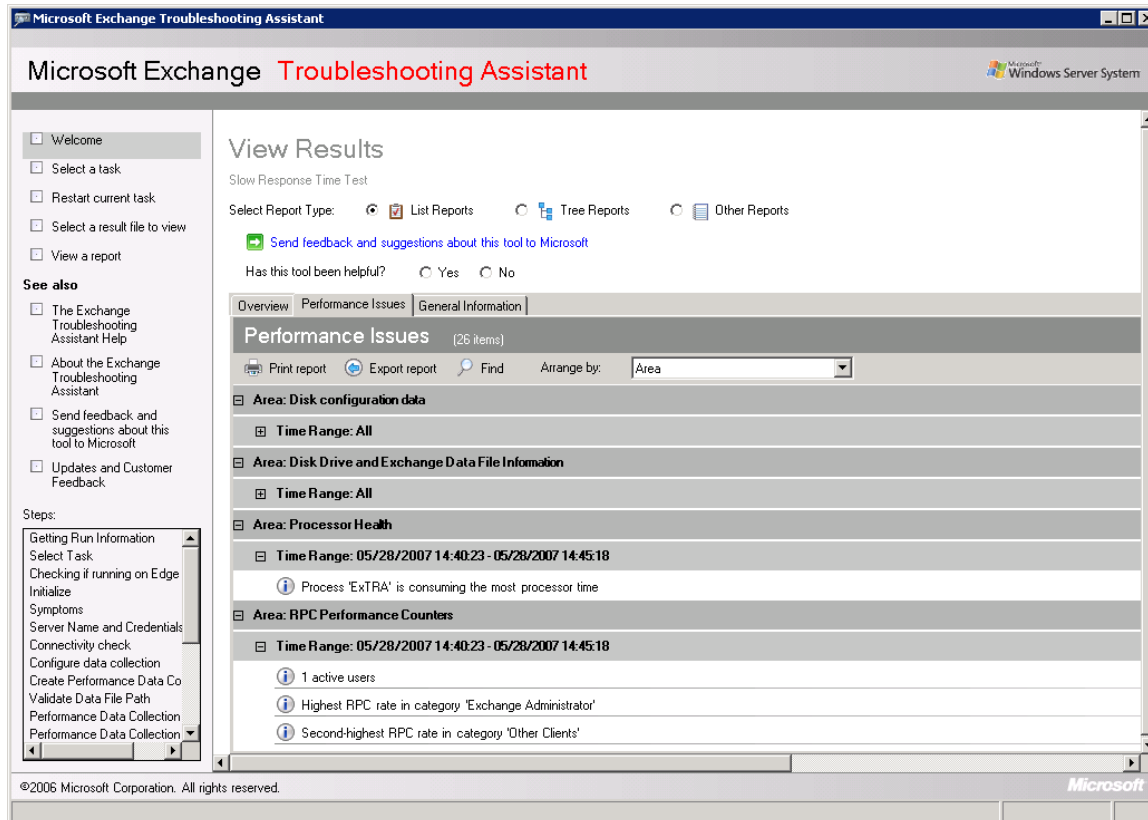 Microsoft Exchange Troubleshooting Assistant
Microsoft Exchange Troubleshooting Assistant
Microsoft
Windows Server System
Welcome
Select a task
Restart current task
Select a result file to view
View a report
See also
The Exchange
Troubleshooting
Assistant Help
About the Exchange
Troubleshooting
Assistant
Send feedback and
suggestions about this
tool to Microsoft
Updates and Customer
Feedback
Steps:
Getting Run Information
Select Task
Checking if running on Edge
Initialize
Symptoms
Server Name and Credentials
Connectivity check
Configure data collection
Create Performance Data Co
Validate Data File Path
Performance Data Collection
Performance Data Collection
View Results
Slow Response Time Test
Select Report Type: List Reports Tree Reports Other Reports
Send feedback and suggestions about this tool to Microsoft
Has this tool been helpful? Yes No
Overview Performance Issues General Information
Performance Issues (26 items)
Print report Export report Find Arrange by: Area
Area: Disk configuration data
Time Range: All
Area: Disk Drive and Exchange Data File Information
Time Range: All
Area: Processor Health
Time Range: 05/28/2007 14:40:23 - 05/28/2007 14:45:18
Process 'ExTRA' is consuming the most processor time
Area: RPC Performance Counters
Time Range: 05/28/2007 14:40:23 - 05/28/2007 14:45:18
1 active users
Highest RPC rate in category 'Exchange Administrator'
Second-highest RPC rate in category 'Other Clients'
©2006 Microsoft Corporation. All rights reserved.
Microsoft